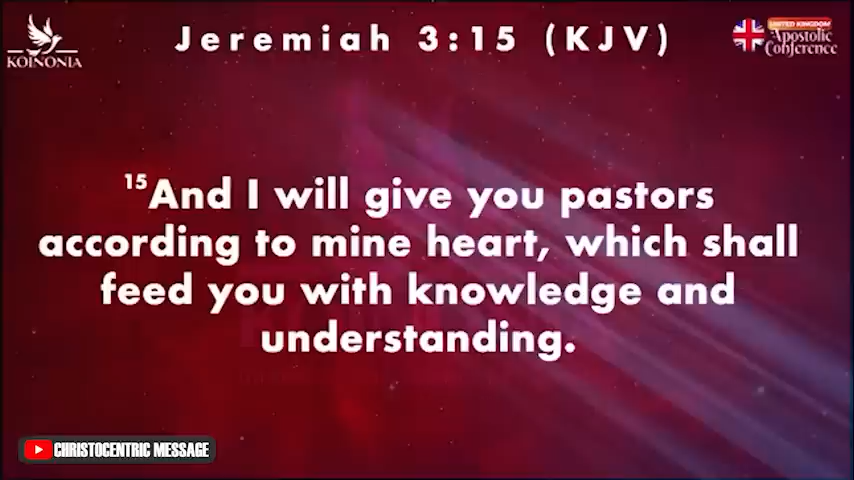 KOINONIA
Jeremiah 3:15 (KJV)
UNITED KINGDOM
Apostolic
Conference
15And I will give you pastors
according to mine heart, which shall
feed you with knowledge and
understanding.
CHRISTOCENTRIC MESSAGE